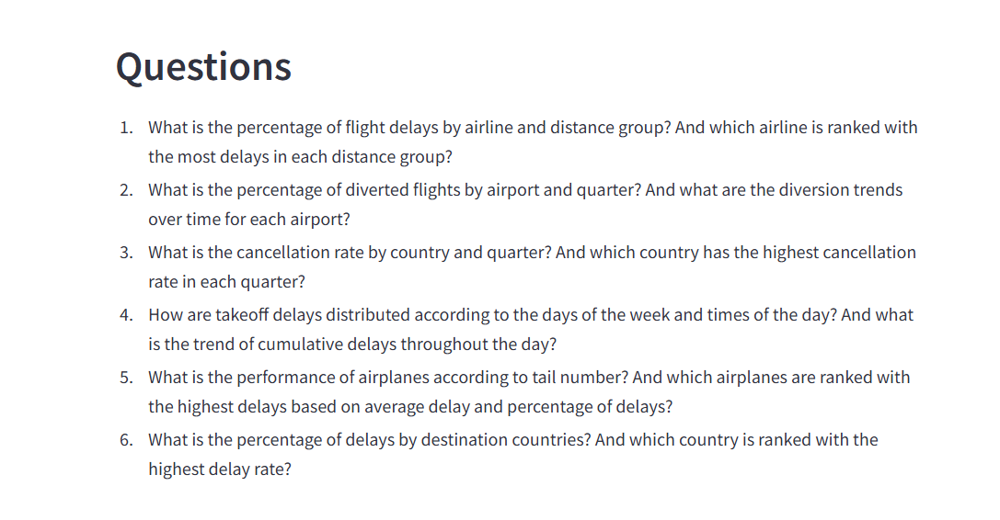 Questions
1. What is the percentage of flight delays by airline and distance group? And which airline is ranked with
the most delays in each distance group?
2. What is the percentage of diverted flights by airport and quarter? And what are the diversion trends
over time for each airport?
3. What is the cancellation rate by country and quarter? And which country has the highest cancellation
rate in each quarter?
4. How are takeoff delays distributed according to the days of the week and times of the day? And what
is the trend of cumulative delays throughout the day?
5. What is the performance of airplanes according to tail number? And which airplanes are ranked with
the highest delays based on average delay and percentage of delays?
6. What is the percentage of delays by destination countries? And which country is ranked with the
highest delay rate?